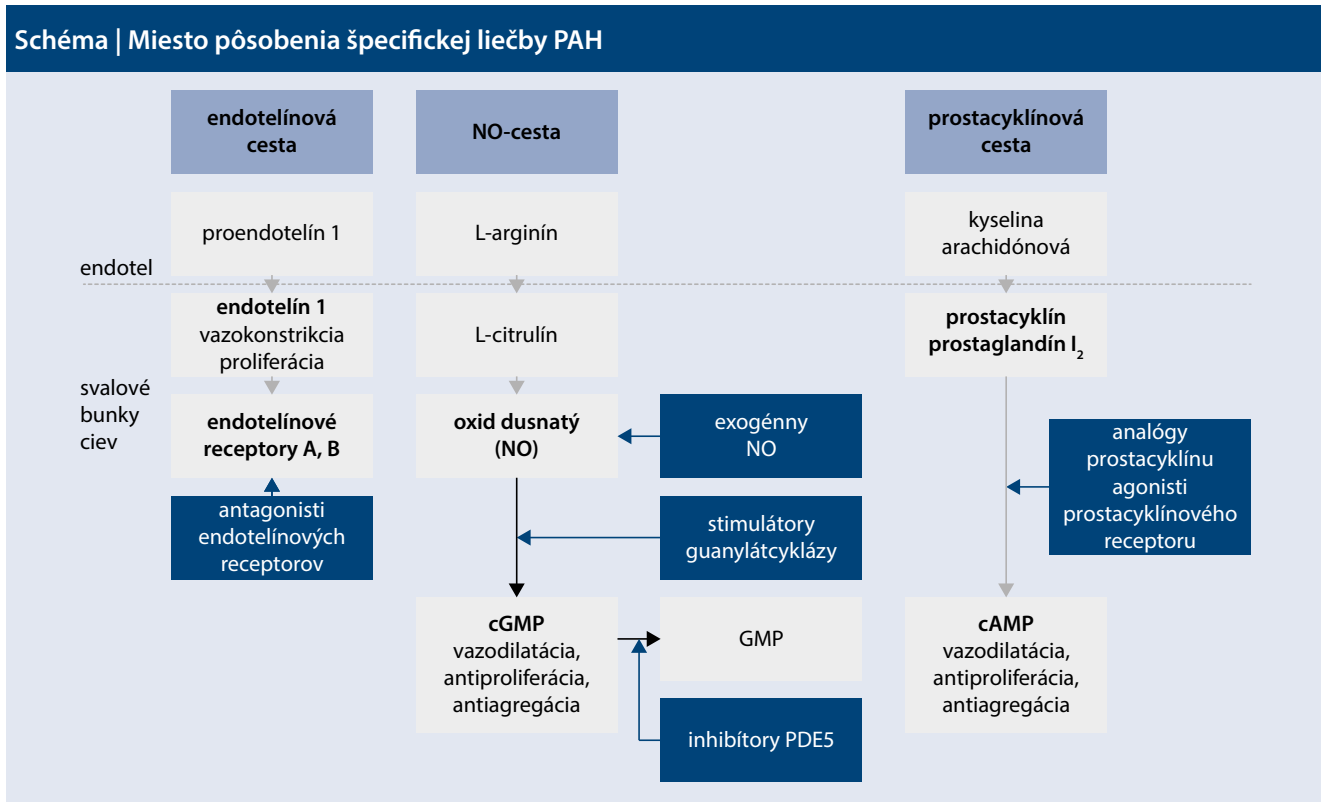 Schéma | Miesto pôsobenia špecifickej liečby PAH
endotelínová
cesta
NO-cesta
prostacyklínová
cesta
proendotelín 1
L-arginín
kyselina
arachidónová
endotel
endotelín 1
vazokonstrikcia
proliferácia
L-citrulín
prostacyklín
prostaglandín I₂
svalové
bunky
ciev
endotelínové
receptory A, B
oxid dusnatý
(NO)
exogénny
NO
analógy
prostacyklínu
agonisti
prostacyklínového
receptoru
antagonisti
endotelínových
receptorov
stimulátory
guanylátcyklázy
cGMP
vazodilatácia,
antiproliferácia,
antiagregácia
GMP
cAMP
vazodilatácia,
antiproliferácia,
antiagregácia
inhibítory PDE5